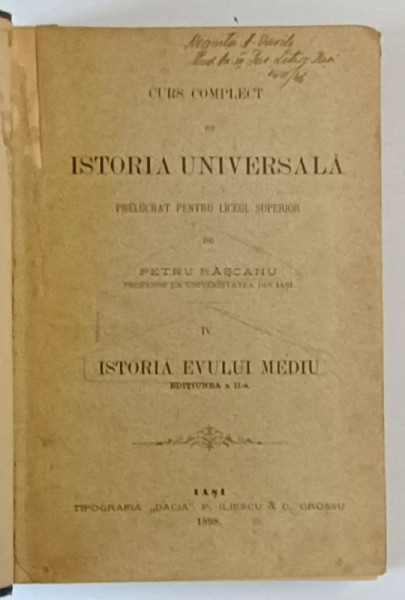 CURS COMPLECT
DE
ISTORIA UNIVERSALĂ
PRELUCRAT PENTRU LICEUL SUPERIOR
DE
PETRU RĂȘCANU
PROFESOR LA UNIVERSITATEA DIN IAȘI
IV
ISTORIA EVULUI MEDIU
EDIȚIUNEA a II-a
IAȘI
TIPOGRAFIA „DACIA" P. ILIESCU & D. GROSSU
1898.